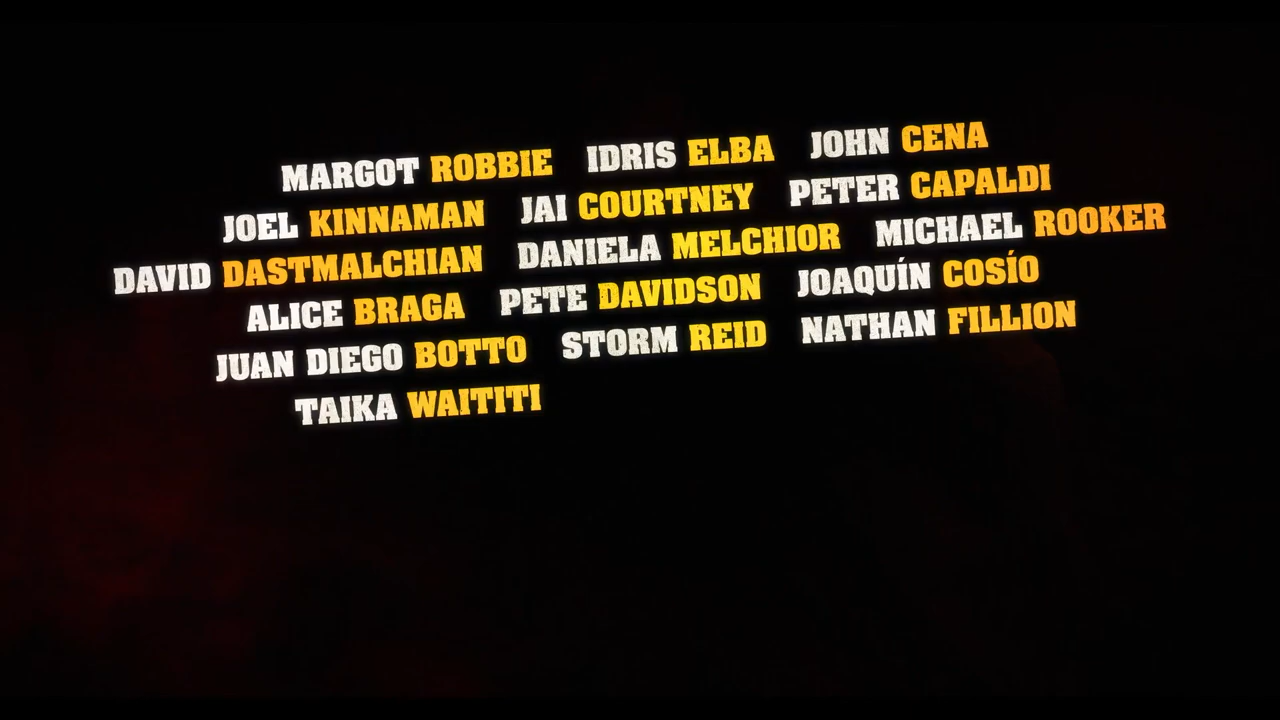 MARGOT ROBBIE IDRIS ELBA JOHN CENA
JOEL KINNAMAN JAI COURTNEY PETER CAPALDI
DAVID DASTMALCHIAN DANIELA MELCHIOR MICHAEL ROOKER
ALICE BRAGA PETE DAVIDSON JOAQUÍN COSÍO
JUAN DIEGO BOTTO STORM REID NATHAN FILLION
TAIKA WAITITI